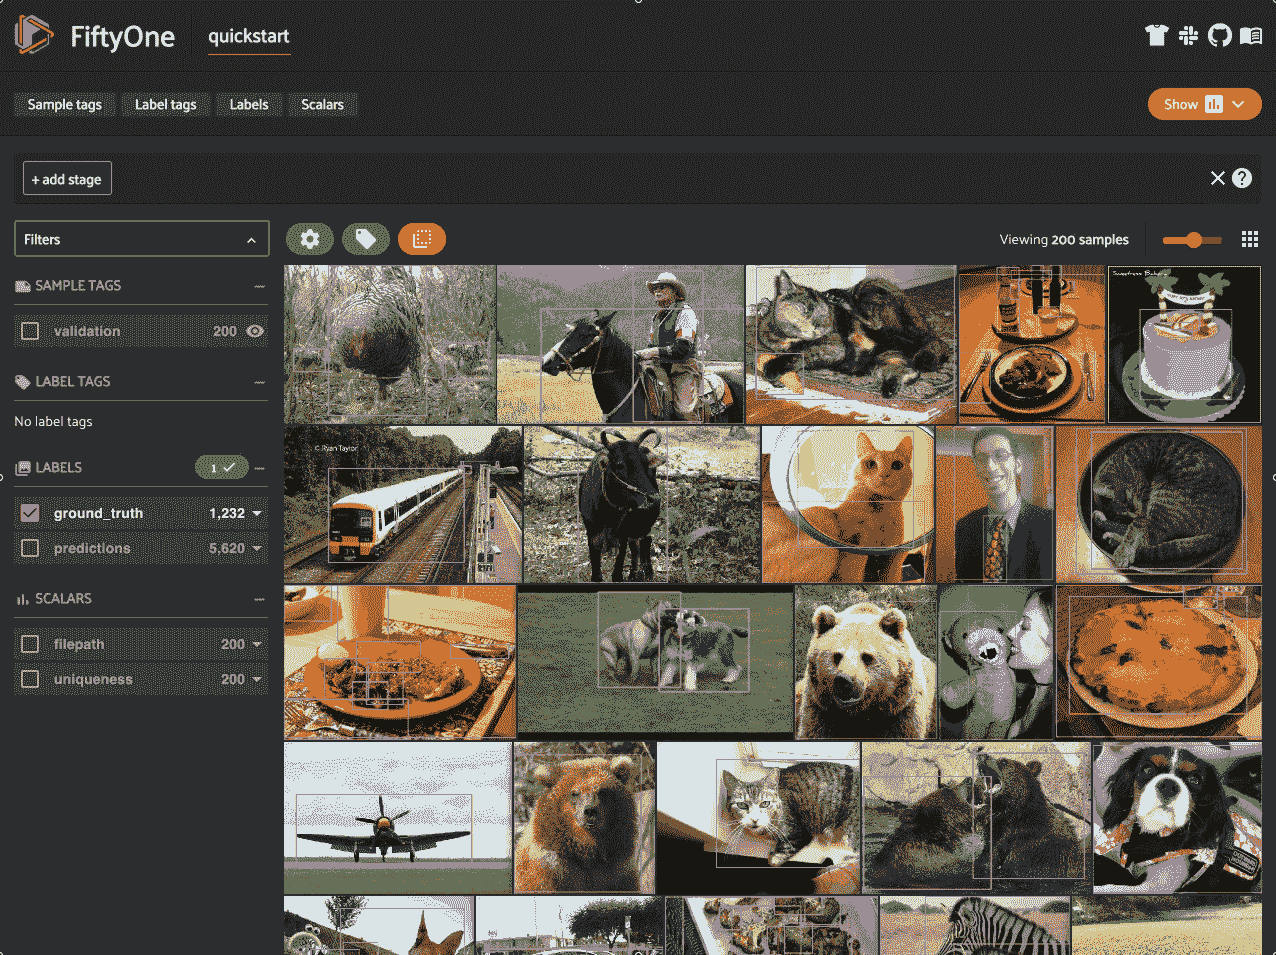 FiftyOne
quickstart
Sample tags
Label tags
Labels
Scalars
Show
+ add stage
Filters
Viewing 200 samples
SAMPLE TAGS
validation 200
LABEL TAGS
No label tags
LABELS 1
ground_truth 1,232
predictions 5,620
SCALARS
filepath 200
uniqueness 200
© Ryan Taylor